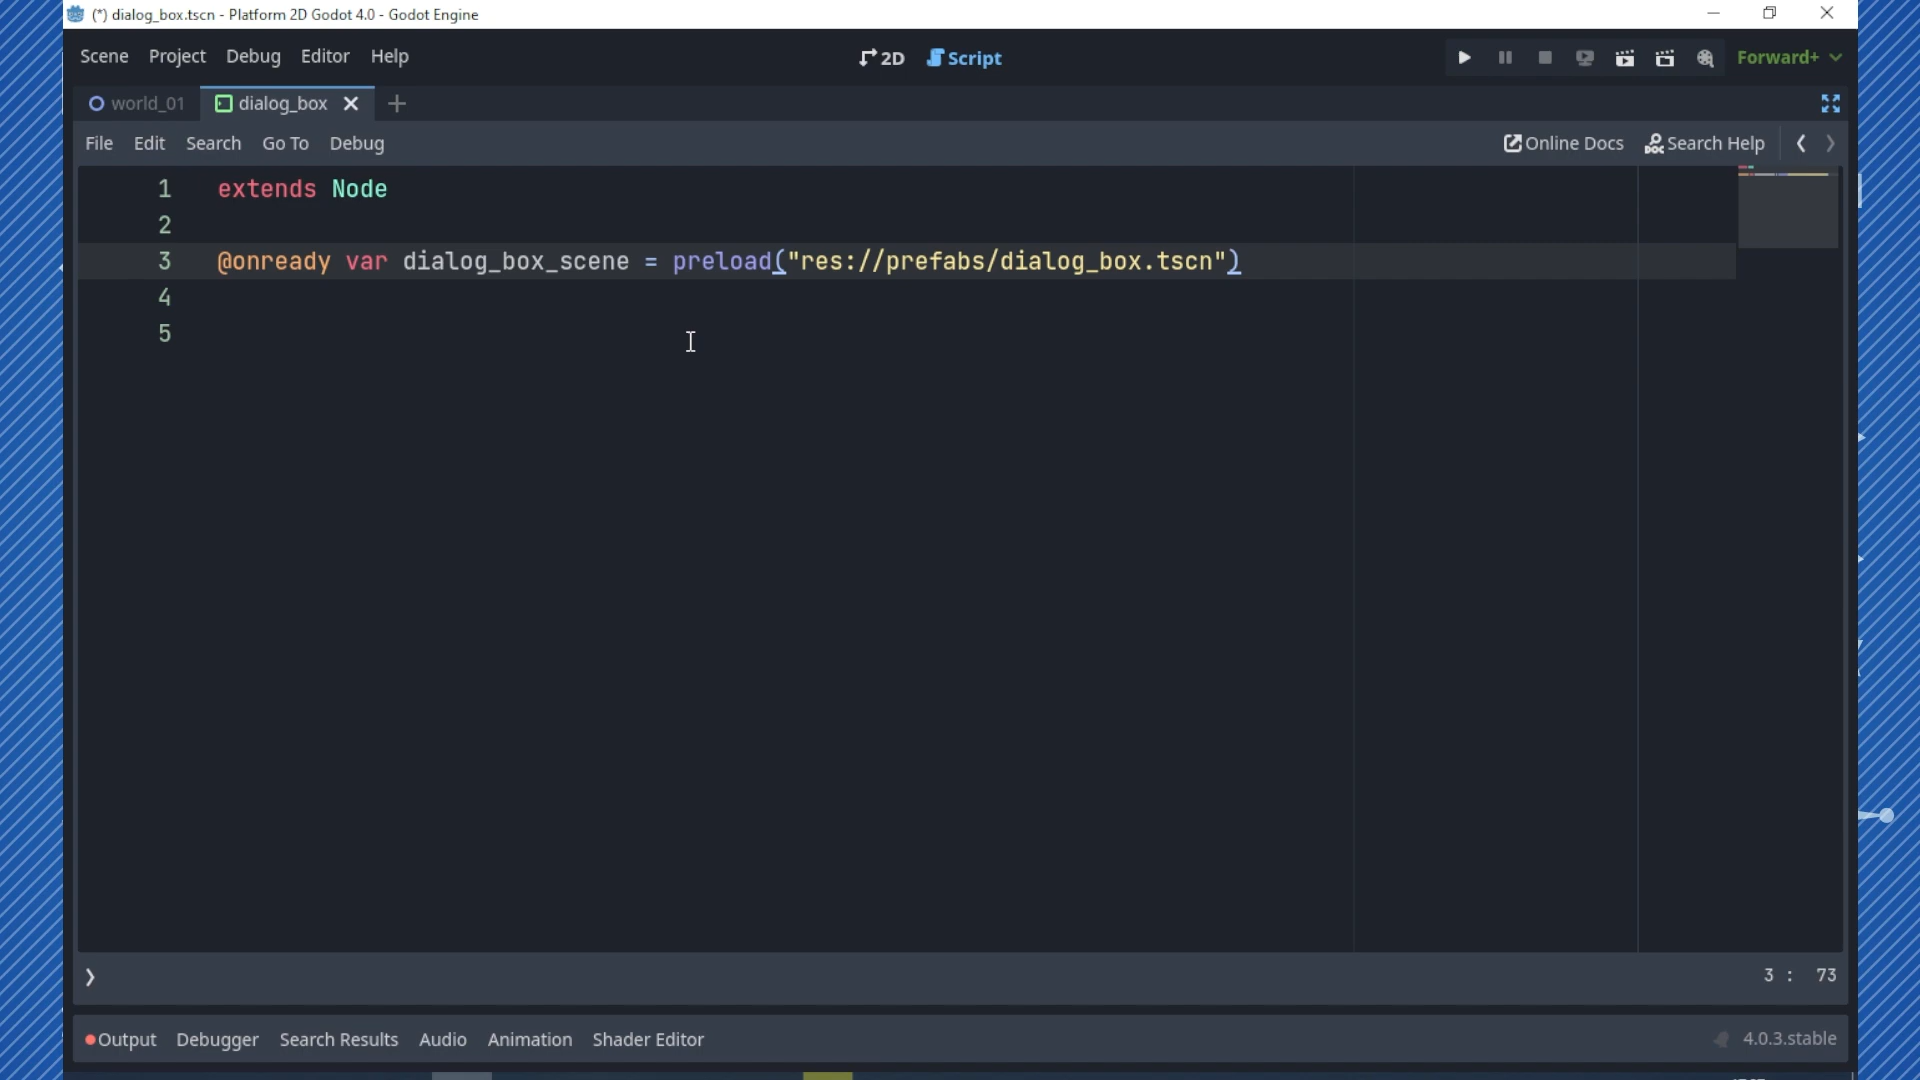 (*) dialog_box.tscn - Platform 2D Godot 4.0 - Godot Engine
Scene Project Debug Editor Help 2D Script Forward+
world_01 dialog_box
File Edit Search Go To Debug Online Docs Search Help
1 extends Node
2
3 @onready var dialog_box_scene = preload("res://prefabs/dialog_box.tscn")
4
5
3 : 73
Output Debugger Search Results Audio Animation Shader Editor 4.0.3.stable